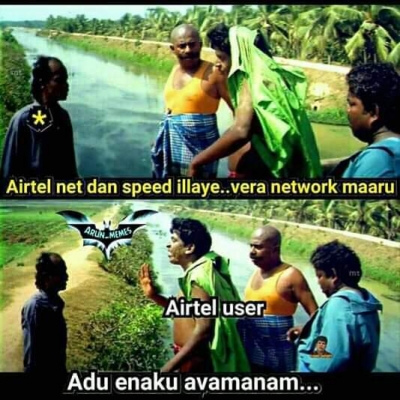 Airtel net dan speed illaye..vera network maaru
ARUN_MEMES
Airtel user
Adu enaku avamanam...